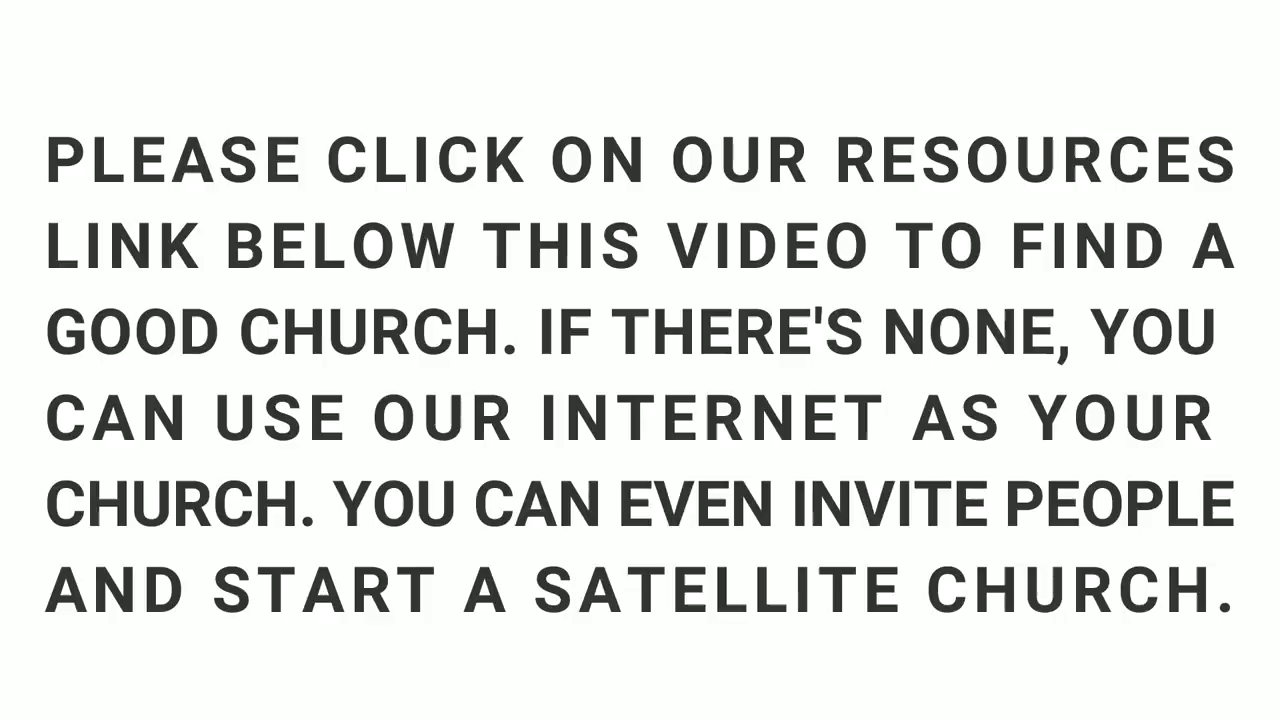 PLEASE CLICK ON OUR RESOURCES
LINK BELOW THIS VIDEO TO FIND A
GOOD CHURCH. IF THERE'S NONE, YOU
CAN USE OUR INTERNET AS YOUR
CHURCH. YOU CAN EVEN INVITE PEOPLE
AND START A SATELLITE CHURCH.